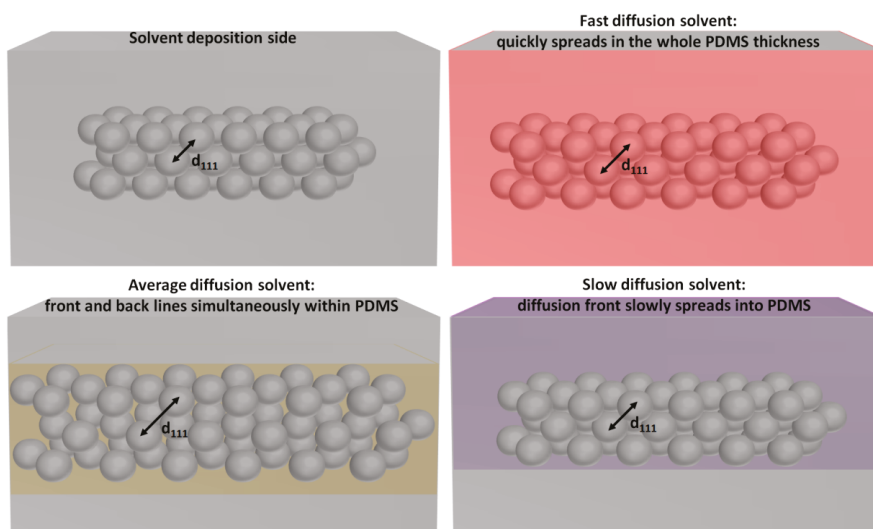 Solvent deposition side
d111
Fast diffusion solvent:
quickly spreads in the whole PDMS thickness
d111
Average diffusion solvent:
front and back lines simultaneously within PDMS
d111
Slow diffusion solvent:
diffusion front slowly spreads into PDMS
d111